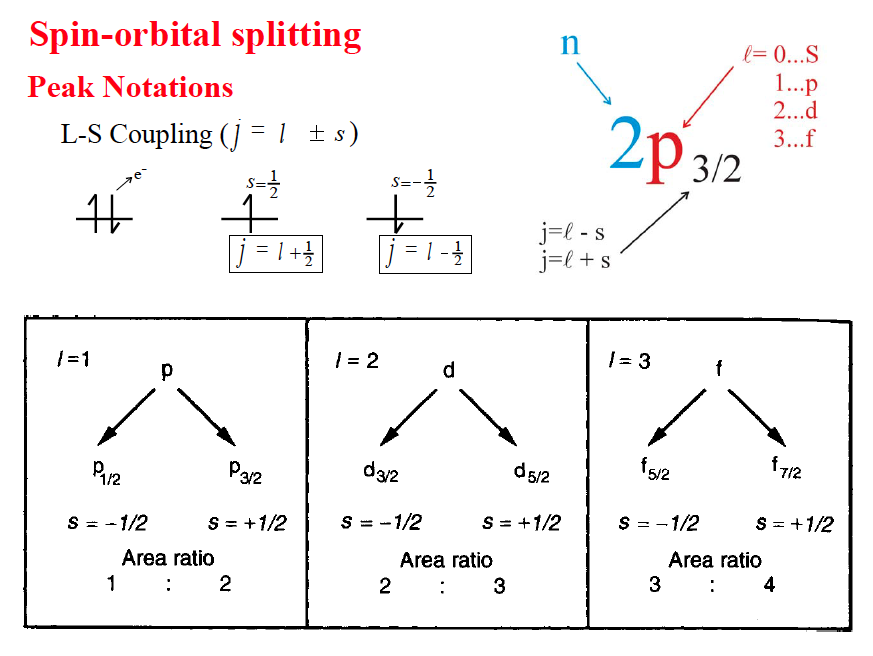 Spin-orbital splitting
Peak Notations
L-S Coupling (j = l ± s)
e⁻
s=1/2
s=-1/2
j = l + 1/2
j = l - 1/2
n
ℓ= 0...S
1...p
2...d
3...f
2p 3/2
j=ℓ - s
j=ℓ + s
l=1
p
p1/2 p3/2
s = -1/2 s = +1/2
Area ratio
1 : 2
l = 2
d
d3/2 d5/2
s = -1/2 s = +1/2
Area ratio
2 : 3
l = 3
f
f5/2 f7/2
s = -1/2 s = +1/2
Area ratio
3 : 4